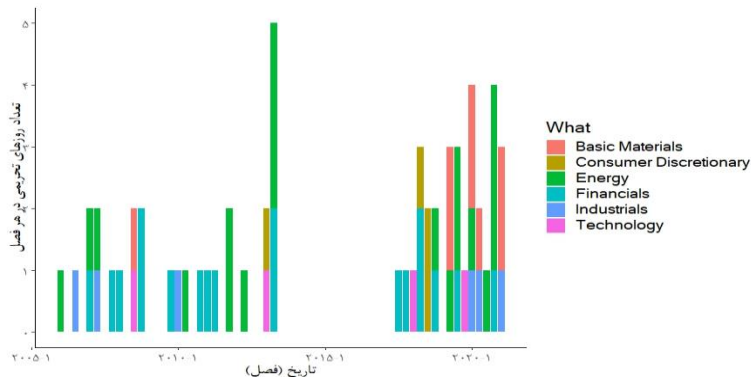 تعداد روزهای تحریمی در هر فصل
۵
۴
۳
۲
۱
۰
۲۰۰۵ ۱
۲۰۱۰ ۱
۲۰۱۵ ۱
۲۰۲۰ ۱
تاریخ (فصل)
What
Basic Materials
Consumer Discretionary
Energy
Financials
Industrials
Technology